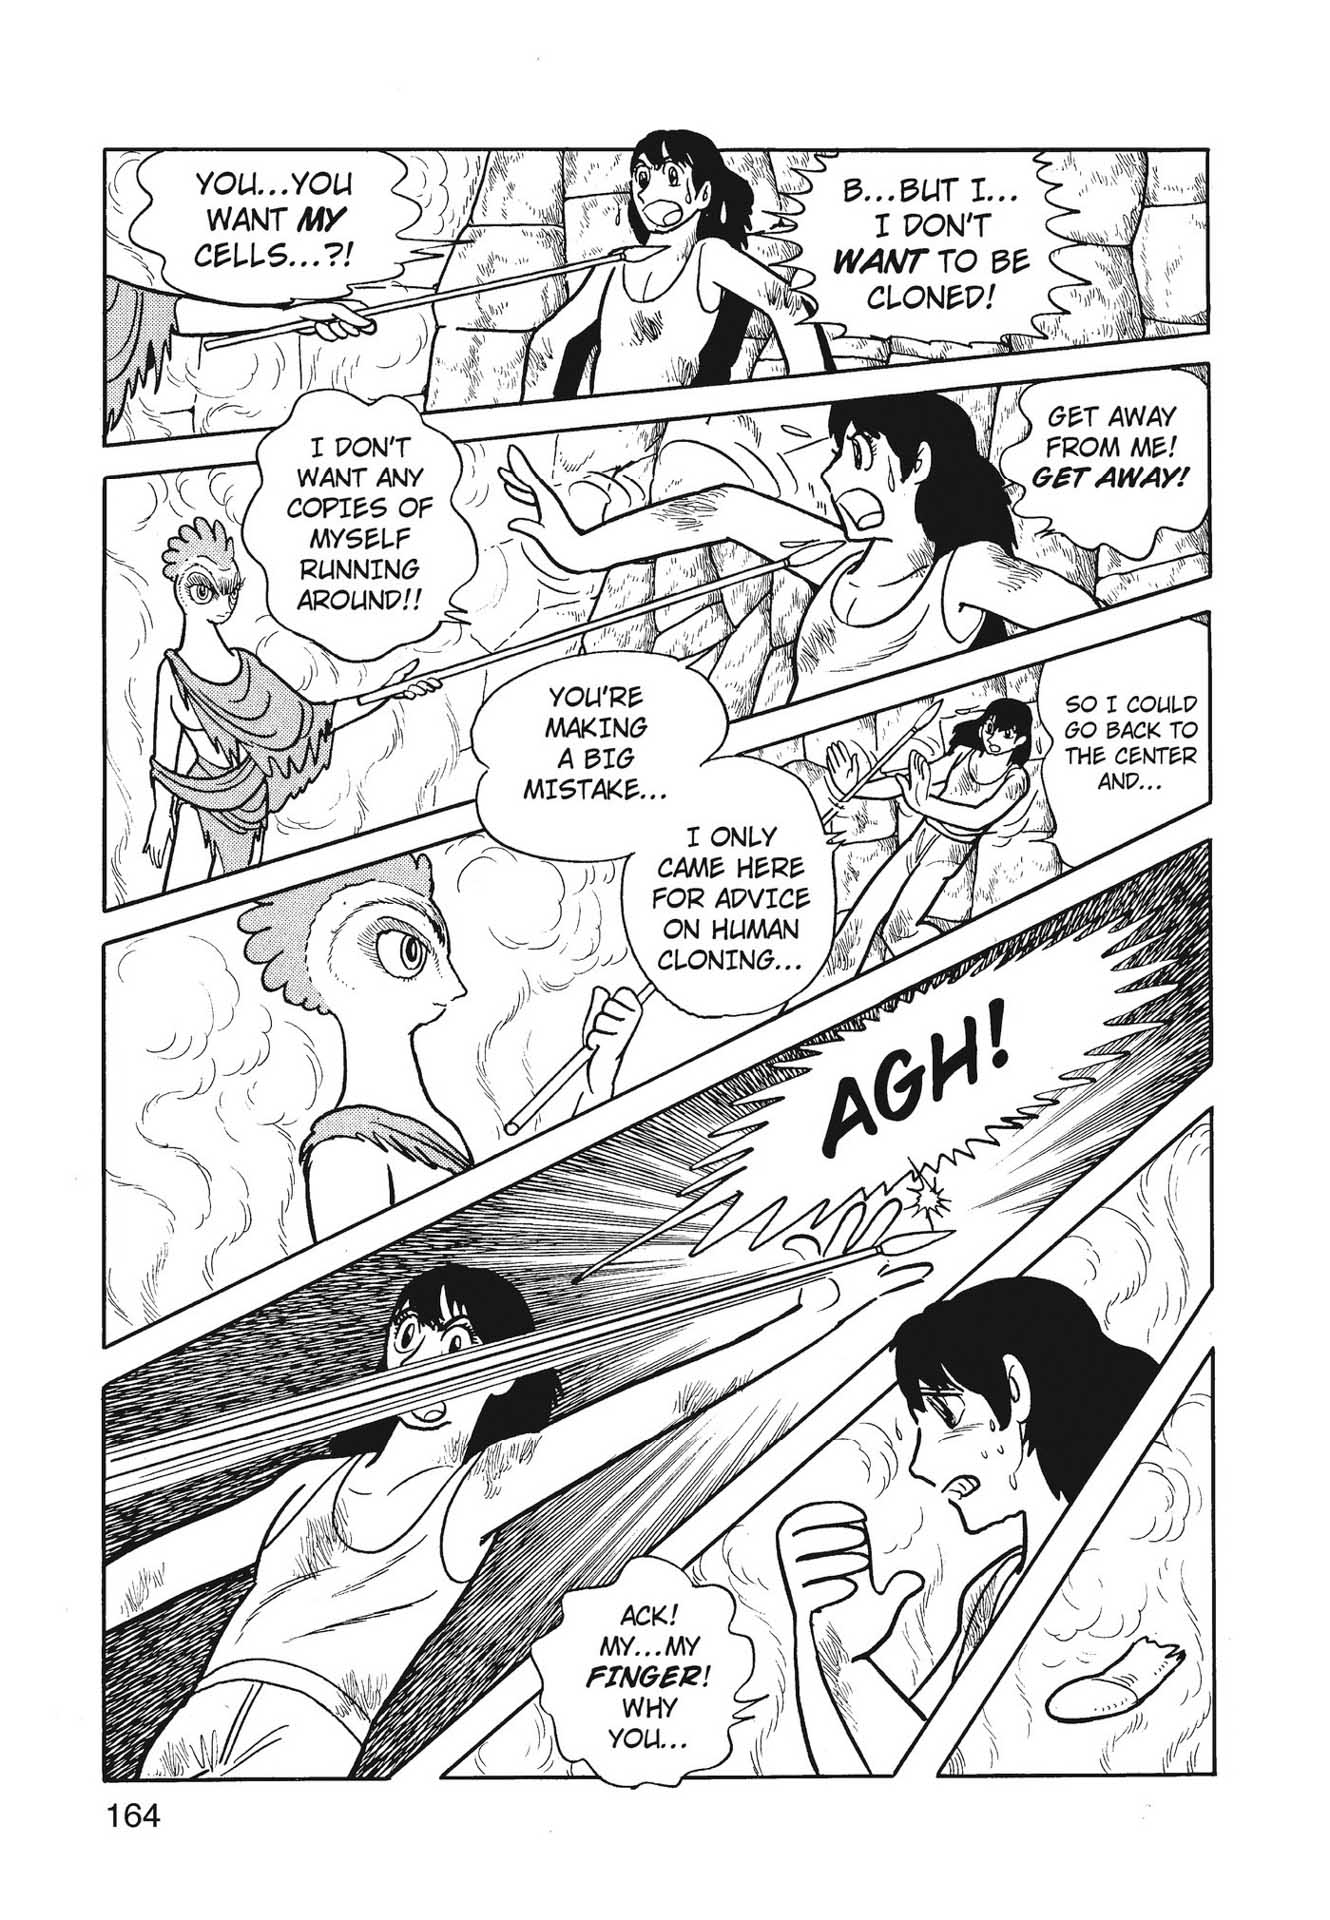 YOU...YOU
WANT MY
CELLS...?!
B...BUT I...
I DON'T
WANT TO BE
CLONED!
I DON'T
WANT ANY
COPIES OF
MYSELF
RUNNING
AROUND!!
GET AWAY
FROM ME!
GET AWAY!
YOU'RE
MAKING
A BIG
MISTAKE...
I ONLY
CAME HERE
FOR ADVICE
ON HUMAN
CLONING...
SO I COULD
GO BACK TO
THE CENTER
AND...
AGH!
ACK!
MY...MY
FINGER!
WHY
YOU...
164